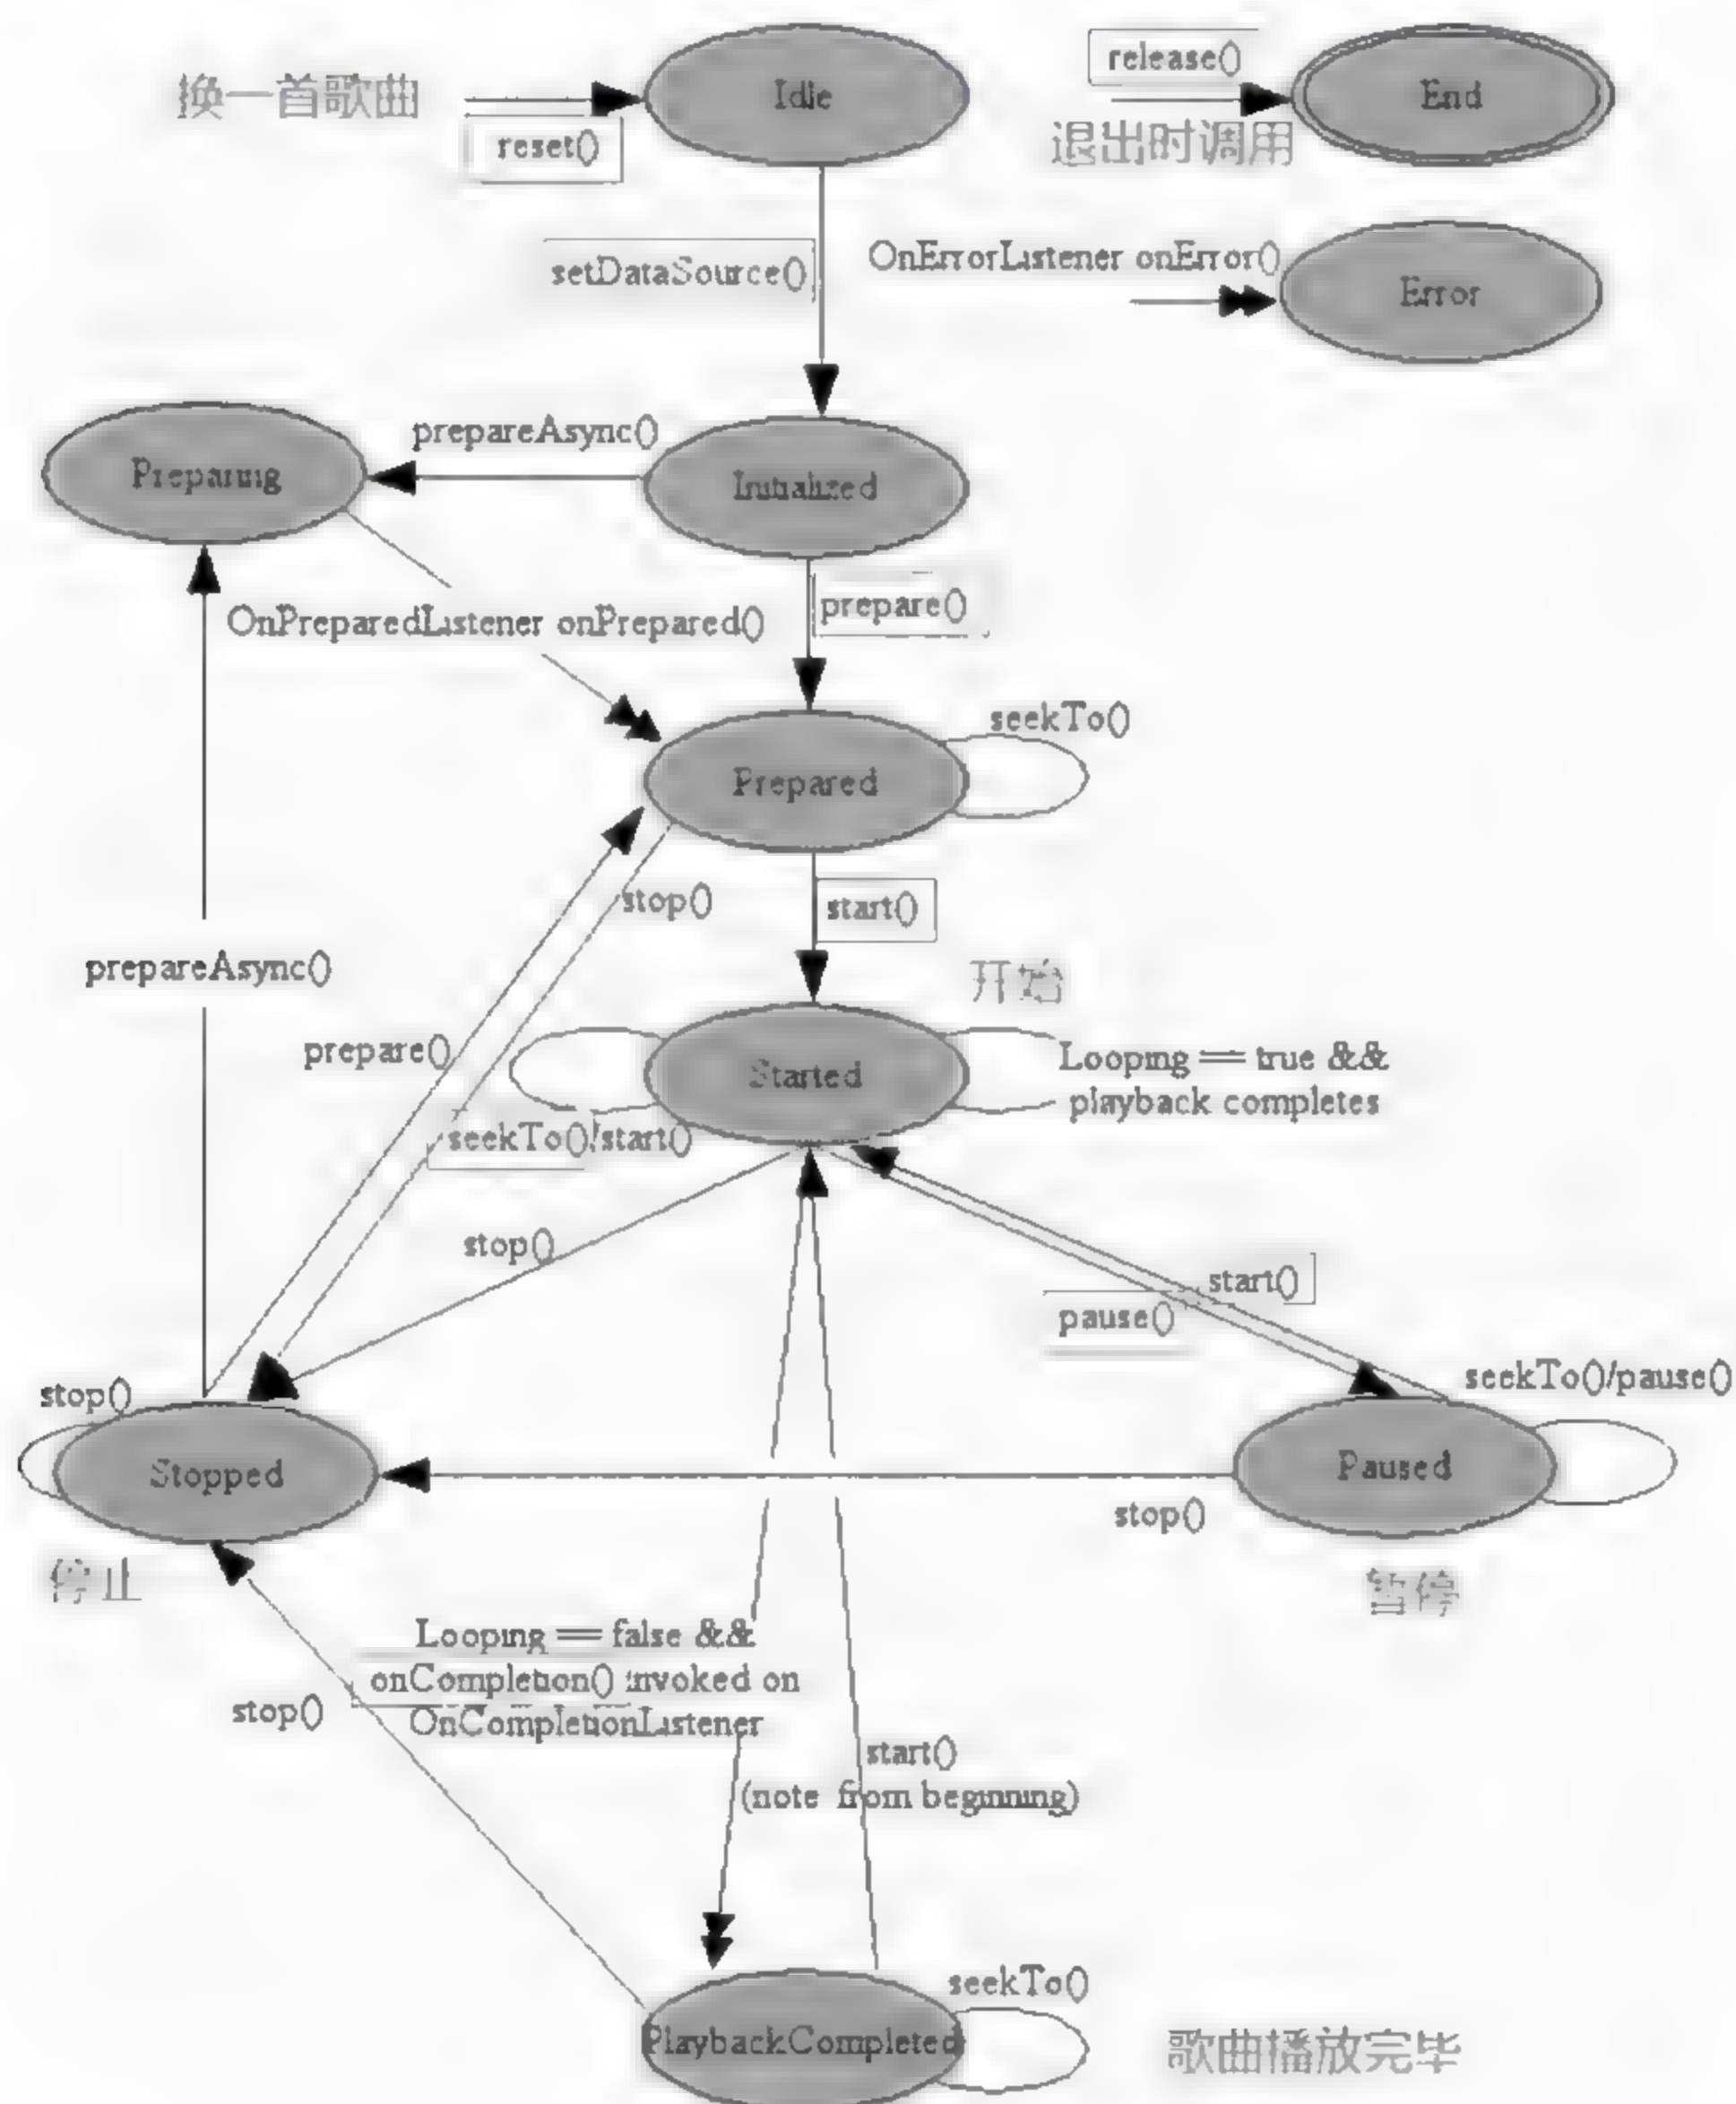 换一首歌曲
reset()
Idle
release()
End
退出时调用
setDataSource()
OnErrorListener onError()
Error
prepareAsync()
Preparing
Initialized
OnPreparedListener onPrepared()
prepare()
seekTo()
Prepared
stop()
start()
prepareAsync()
开始
prepare()
Started
Looping == true &&
playback completes
seekTo()/start()
stop()
start()
pause()
stop()
seekTo()/pause()
Stopped
Paused
stop()
停止
暂停
Looping == false &&
onCompletion() invoked on
OnCompletionListener
stop()
start()
(note from beginning)
seekTo()
PlaybackCompleted
歌曲播放完毕